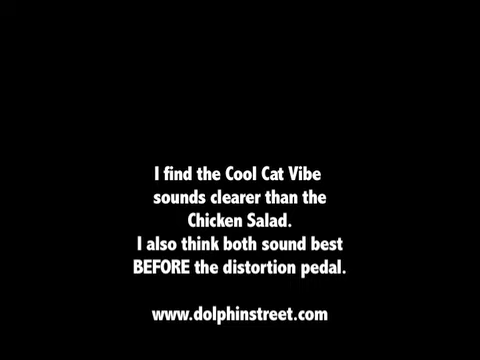 I find the Cool Cat Vibe
sounds clearer than the
Chicken Salad.
I also think both sound best
BEFORE the distortion pedal.
www.dolphinstreet.com